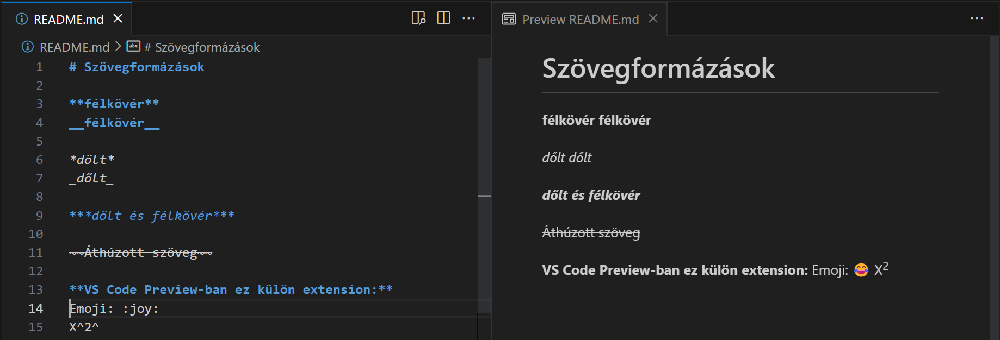 README.md
README.md > # Szövegformázások
1 # Szövegformázások
2
3 **félkövér**
4 __félkövér__
5
6 *dőlt*
7 _dőlt_
8
9 ***dőlt és félkövér***
10
11 ~~Áthúzott szöveg~~
12
13 **VS Code Preview-ban ez külön extension:**
14 Emoji: :joy:
15 X^2^
Preview README.md
Szövegformázások
félkövér félkövér
dőlt dőlt
dőlt és félkövér
Áthúzott szöveg
VS Code Preview-ban ez külön extension: Emoji: 😂 X²